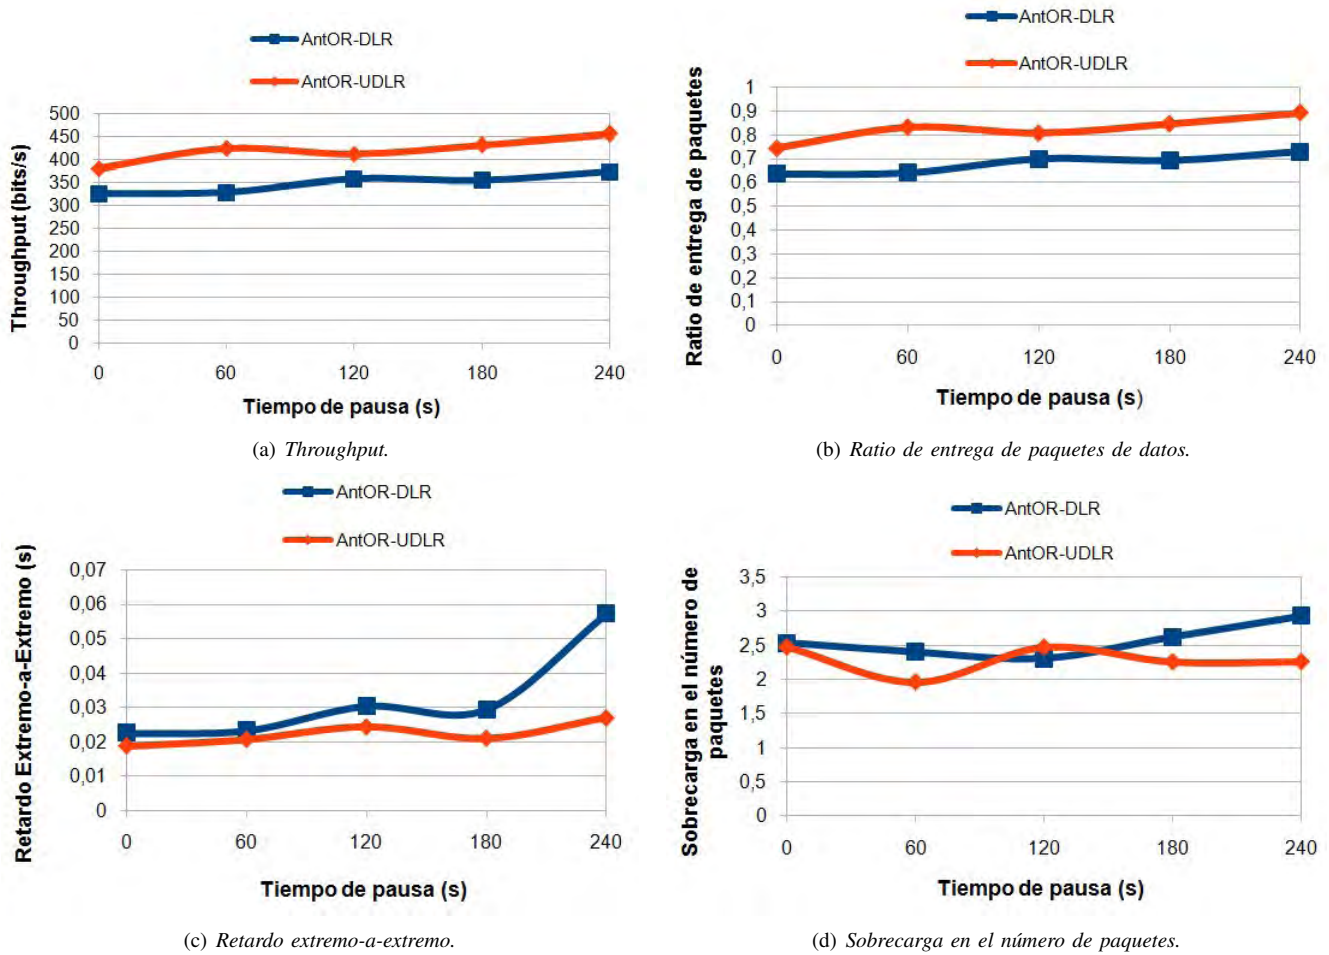 AntOR-DLR
AntOR-UDLR
Throughput (bits/s)
500
450
400
350
300
250
200
150
100
50
0
0 60 120 180 240
Tiempo de pausa (s)
(a) Throughput.
AntOR-DLR
AntOR-UDLR
Ratio de entrega de paquetes
1
0,9
0,8
0,7
0,6
0,5
0,4
0,3
0,2
0,1
0
0 60 120 180 240
Tiempo de pausa (s)
(b) Ratio de entrega de paquetes de datos.
AntOR-DLR
AntOR-UDLR
Retardo Extremo-a-Extremo (s)
0,07
0,06
0,05
0,04
0,03
0,02
0,01
0
0 60 120 180 240
Tiempo de pausa (s)
(c) Retardo extremo-a-extremo.
AntOR-DLR
AntOR-UDLR
Sobrecarga en el número de
paquetes
3,5
3
2,5
2
1,5
1
0,5
0
0 60 120 180 240
Tiempo de pausa (s)
(d) Sobrecarga en el número de paquetes.